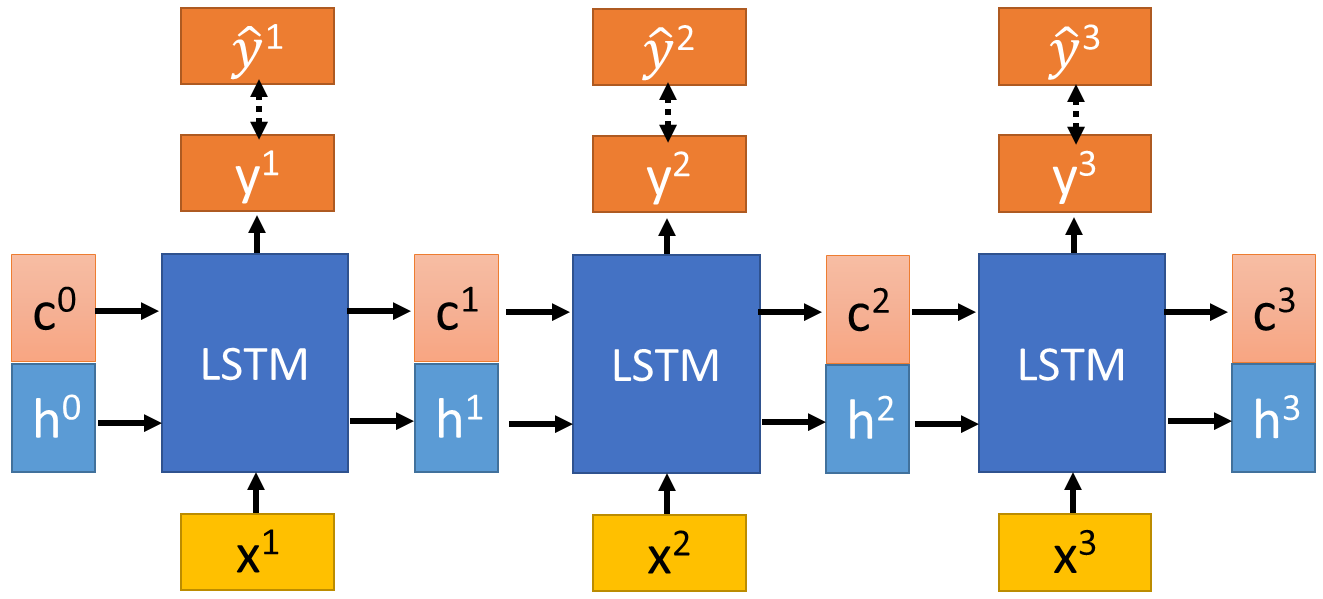 ŷ¹ ŷ² ŷ³
y¹ y² y³
c⁰ c¹ c² c³
LSTM LSTM LSTM
h⁰ h¹ h² h³
x¹ x² x³